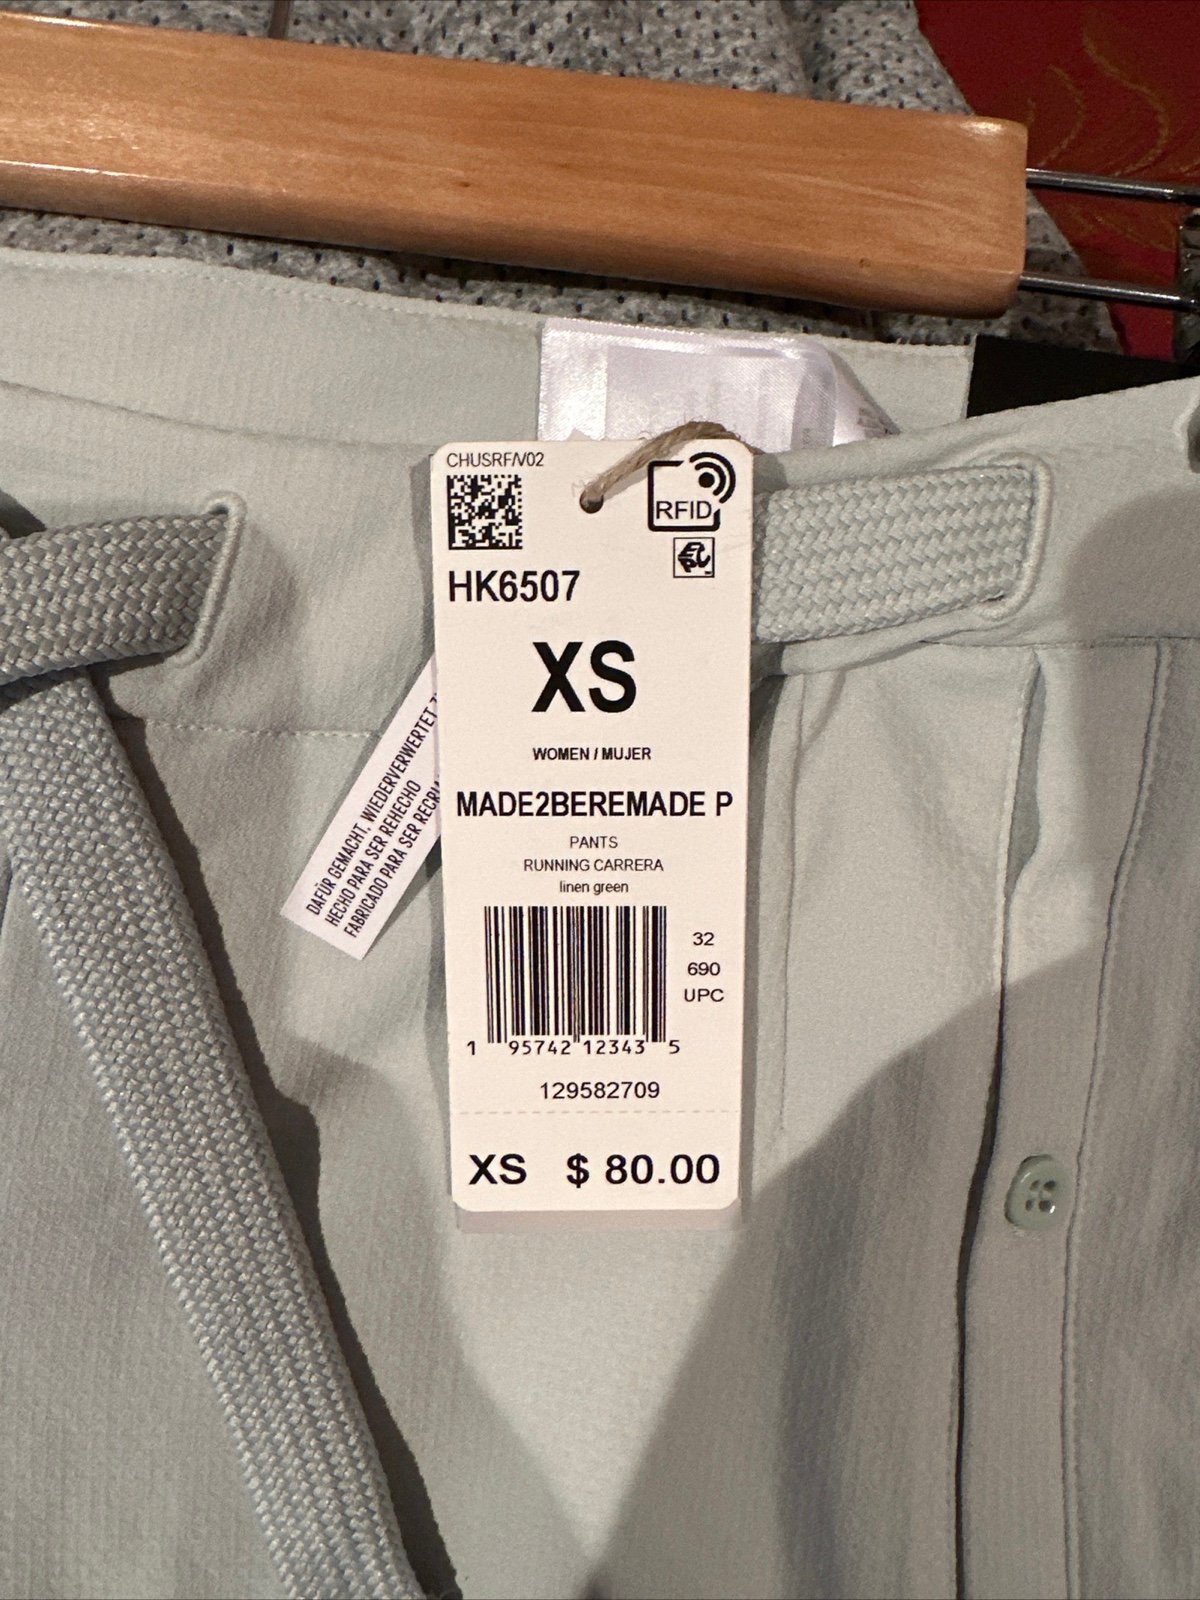 CHUSRF/V02
RFID
EPC
HK6507
XS
WOMEN / MUJER
MADE2BEREMADE P
PANTS
RUNNING CARRERA
linen green
32
690
UPC
1 95742 12343 5
129582709
XS $ 80.00
DAFÜR GEMACHT, WIEDERVERWERTET
HECHO PARA SER REHECHO
FABRICADO PARA SER